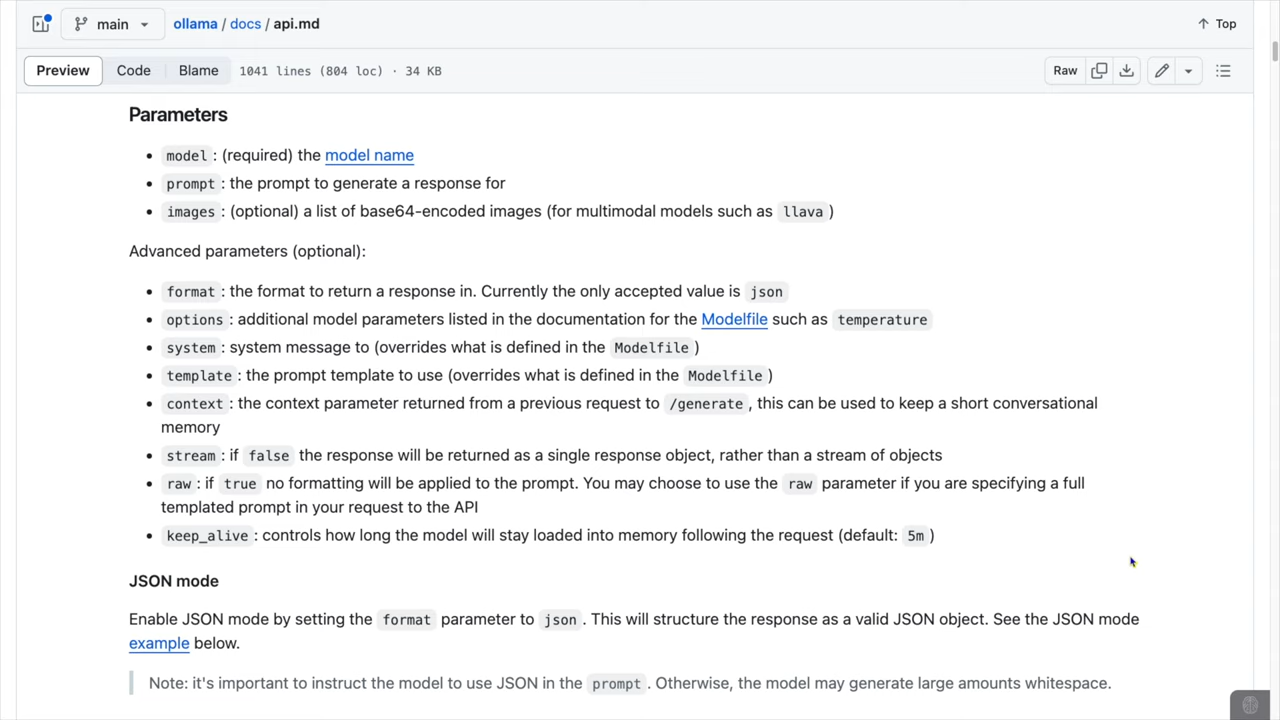 main
ollama / docs / api.md
Top
Preview
Code
Blame
1041 lines (804 loc) · 34 KB
Raw
Parameters
• model : (required) the model name
• prompt : the prompt to generate a response for
• images : (optional) a list of base64-encoded images (for multimodal models such as llava )
Advanced parameters (optional):
• format : the format to return a response in. Currently the only accepted value is json
• options : additional model parameters listed in the documentation for the Modelfile such as temperature
• system : system message to (overrides what is defined in the Modelfile )
• template : the prompt template to use (overrides what is defined in the Modelfile )
• context : the context parameter returned from a previous request to /generate , this can be used to keep a short conversational
memory
• stream : if false the response will be returned as a single response object, rather than a stream of objects
• raw : if true no formatting will be applied to the prompt. You may choose to use the raw parameter if you are specifying a full
templated prompt in your request to the API
• keep_alive : controls how long the model will stay loaded into memory following the request (default: 5m )
JSON mode
Enable JSON mode by setting the format parameter to json . This will structure the response as a valid JSON object. See the JSON mode
example below.
Note: it's important to instruct the model to use JSON in the prompt . Otherwise, the model may generate large amounts whitespace.